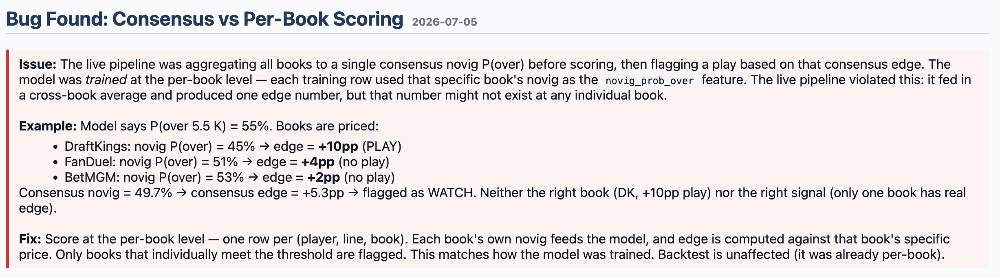 Bug Found: Consensus vs Per-Book Scoring 2026-07-05
Issue: The live pipeline was aggregating all books to a single consensus novig P(over) before scoring, then flagging a play based on that consensus edge. The
model was trained at the per-book level — each training row used that specific book's novig as the novig_prob_over feature. The live pipeline violated this: it fed in
a cross-book average and produced one edge number, but that number might not exist at any individual book.
Example: Model says P(over 5.5 K) = 55%. Books are priced:
• DraftKings: novig P(over) = 45% → edge = +10pp (PLAY)
• FanDuel: novig P(over) = 51% → edge = +4pp (no play)
• BetMGM: novig P(over) = 53% → edge = +2pp (no play)
Consensus novig = 49.7% → consensus edge = +5.3pp → flagged as WATCH. Neither the right book (DK, +10pp play) nor the right signal (only one book has real
edge).
Fix: Score at the per-book level — one row per (player, line, book). Each book's own novig feeds the model, and edge is computed against that book's specific
price. Only books that individually meet the threshold are flagged. This matches how the model was trained. Backtest is unaffected (it was already per-book).